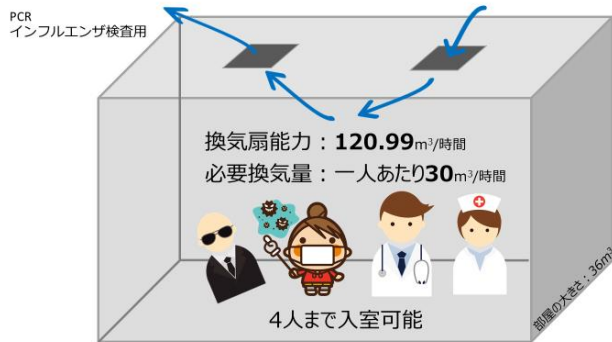 PCR
インフルエンザ検査用
換気扇能力：120.99m³/時間
必要換気量：一人あたり30m³/時間
4人まで入室可能
部屋の大きさ：36m³